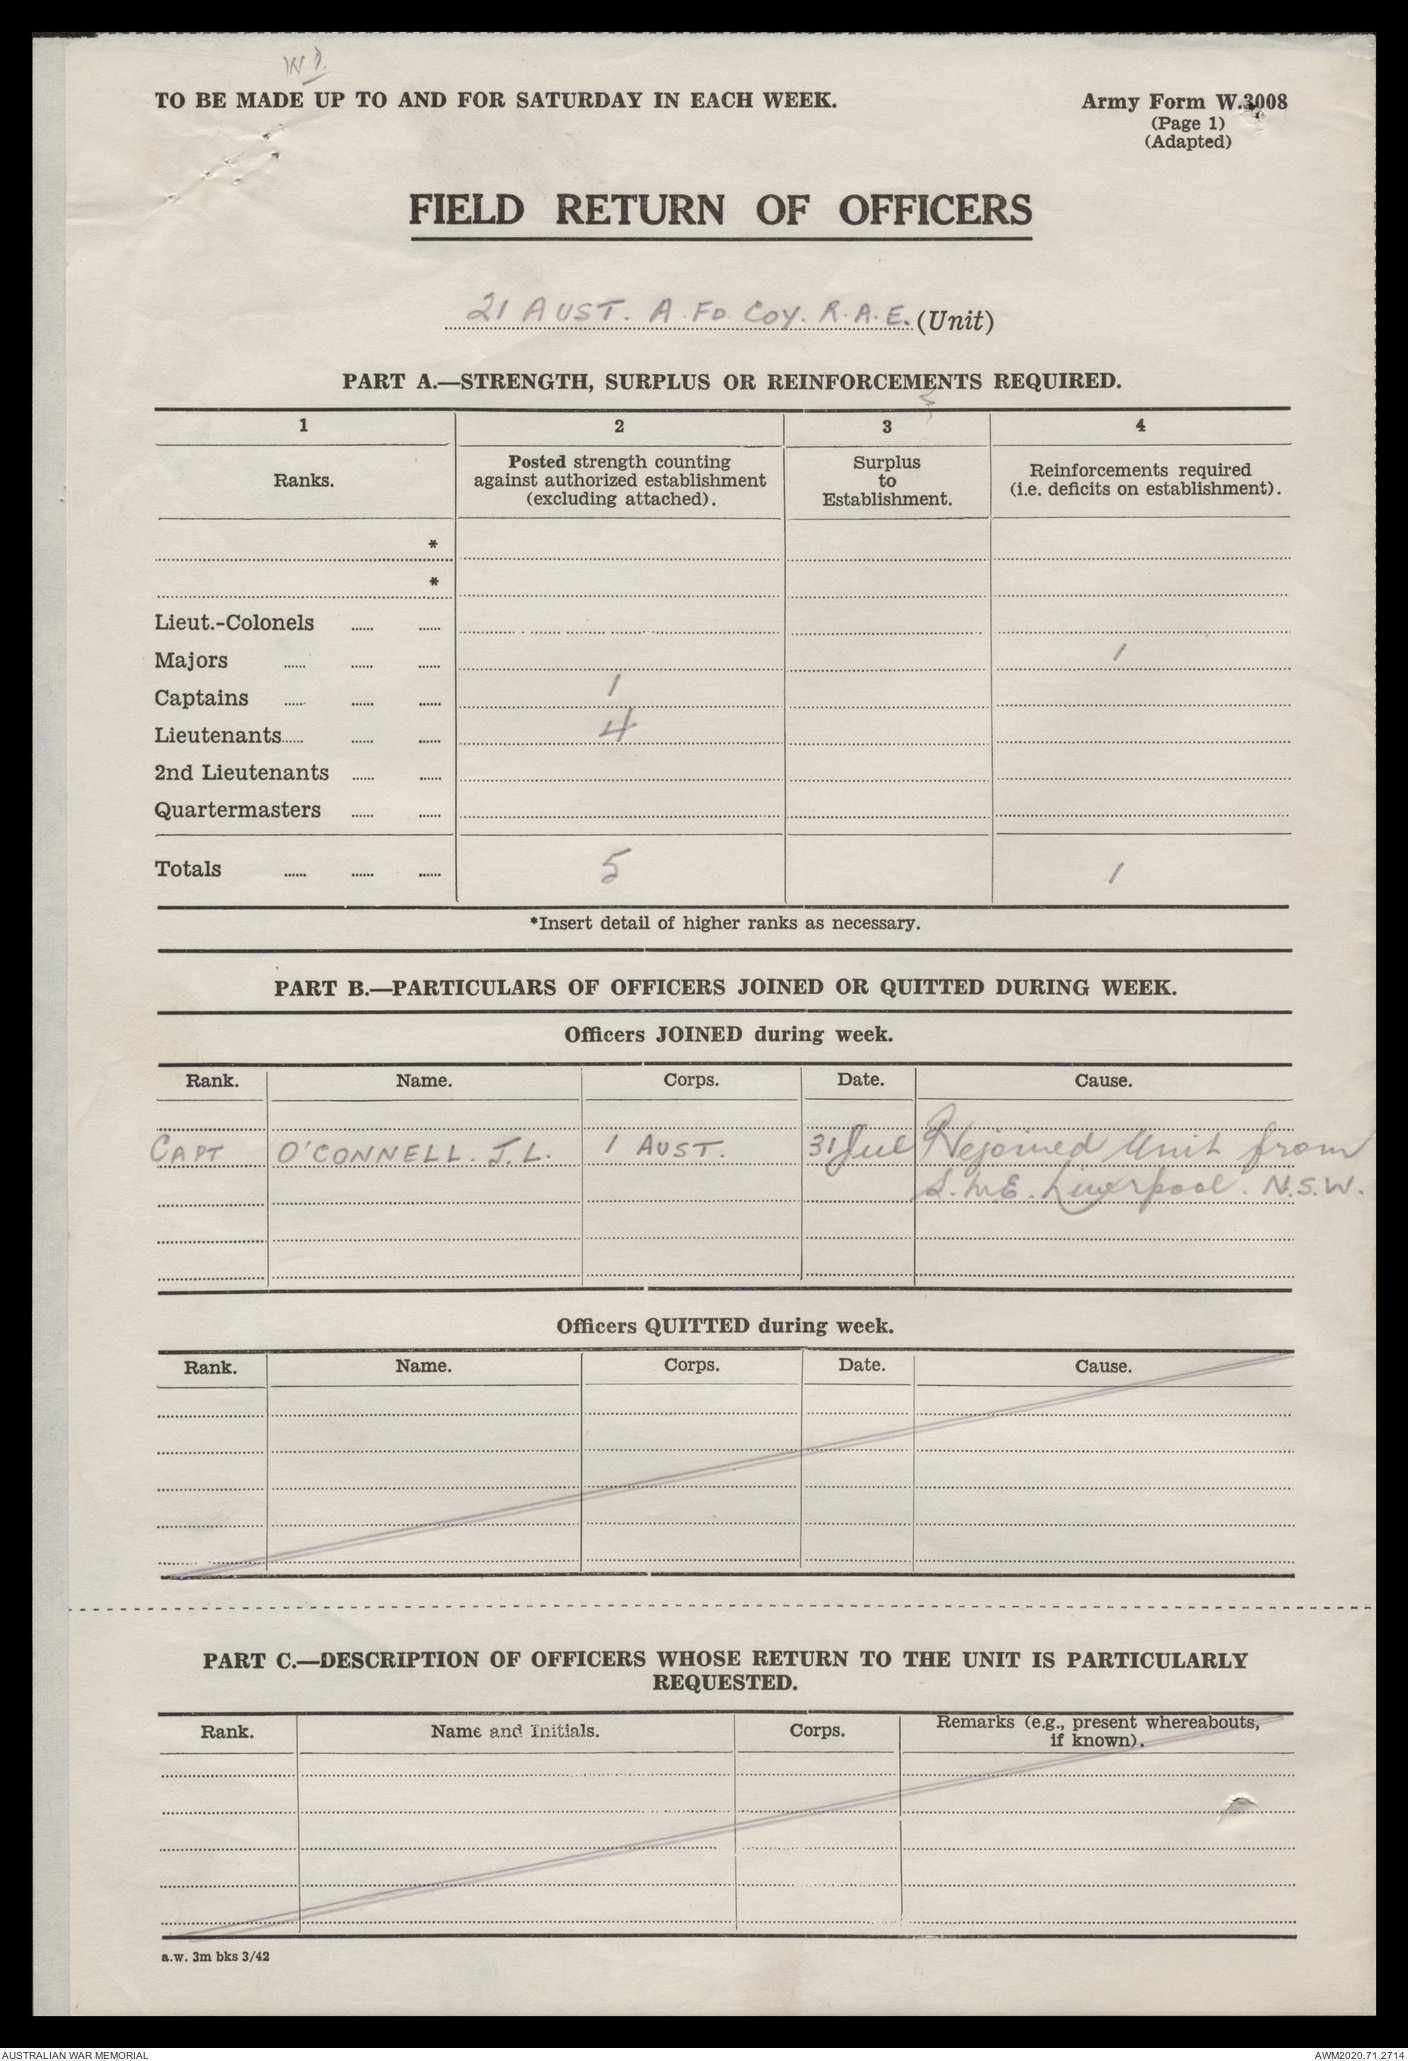 WD
TO BE MADE UP TO AND FOR SATURDAY IN EACH WEEK.
Army Form W.3008
(Page 1)
(Adapted)
FIELD RETURN OF OFFICERS
21 AUST. A. FD. COY. R.A.E. (Unit)
PART A.—STRENGTH, SURPLUS OR REINFORCEMENTS REQUIRED.
1 2 3 4
Ranks. Posted strength counting against authorized establishment (excluding attached). Surplus to Establishment. Reinforcements required (i.e. deficits on establishment).
*
*
Lieut.-Colonels ...... ......
Majors ...... ...... ...... 1
Captains ...... ...... ...... 1
Lieutenants...... ...... ...... 4
2nd Lieutenants ...... ......
Quartermasters ...... ......
Totals ...... ...... ...... 5 1
*Insert detail of higher ranks as necessary.
PART B.—PARTICULARS OF OFFICERS JOINED OR QUITTED DURING WEEK.
Officers JOINED during week.
Rank. Name. Corps. Date. Cause.
CAPT O'CONNELL. J.L. 1 AUST. 31 Jul Rejoined Unit from
S.M.E. Liverpool. N.S.W.
Officers QUITTED during week.
Rank. Name. Corps. Date. Cause.
PART C.—DESCRIPTION OF OFFICERS WHOSE RETURN TO THE UNIT IS PARTICULARLY
REQUESTED.
Rank. Name and Initials. Corps. Remarks (e.g., present whereabouts, if known).
a.w. 3m bks 3/42
AUSTRALIAN WAR MEMORIAL
AWM2020.71.2714